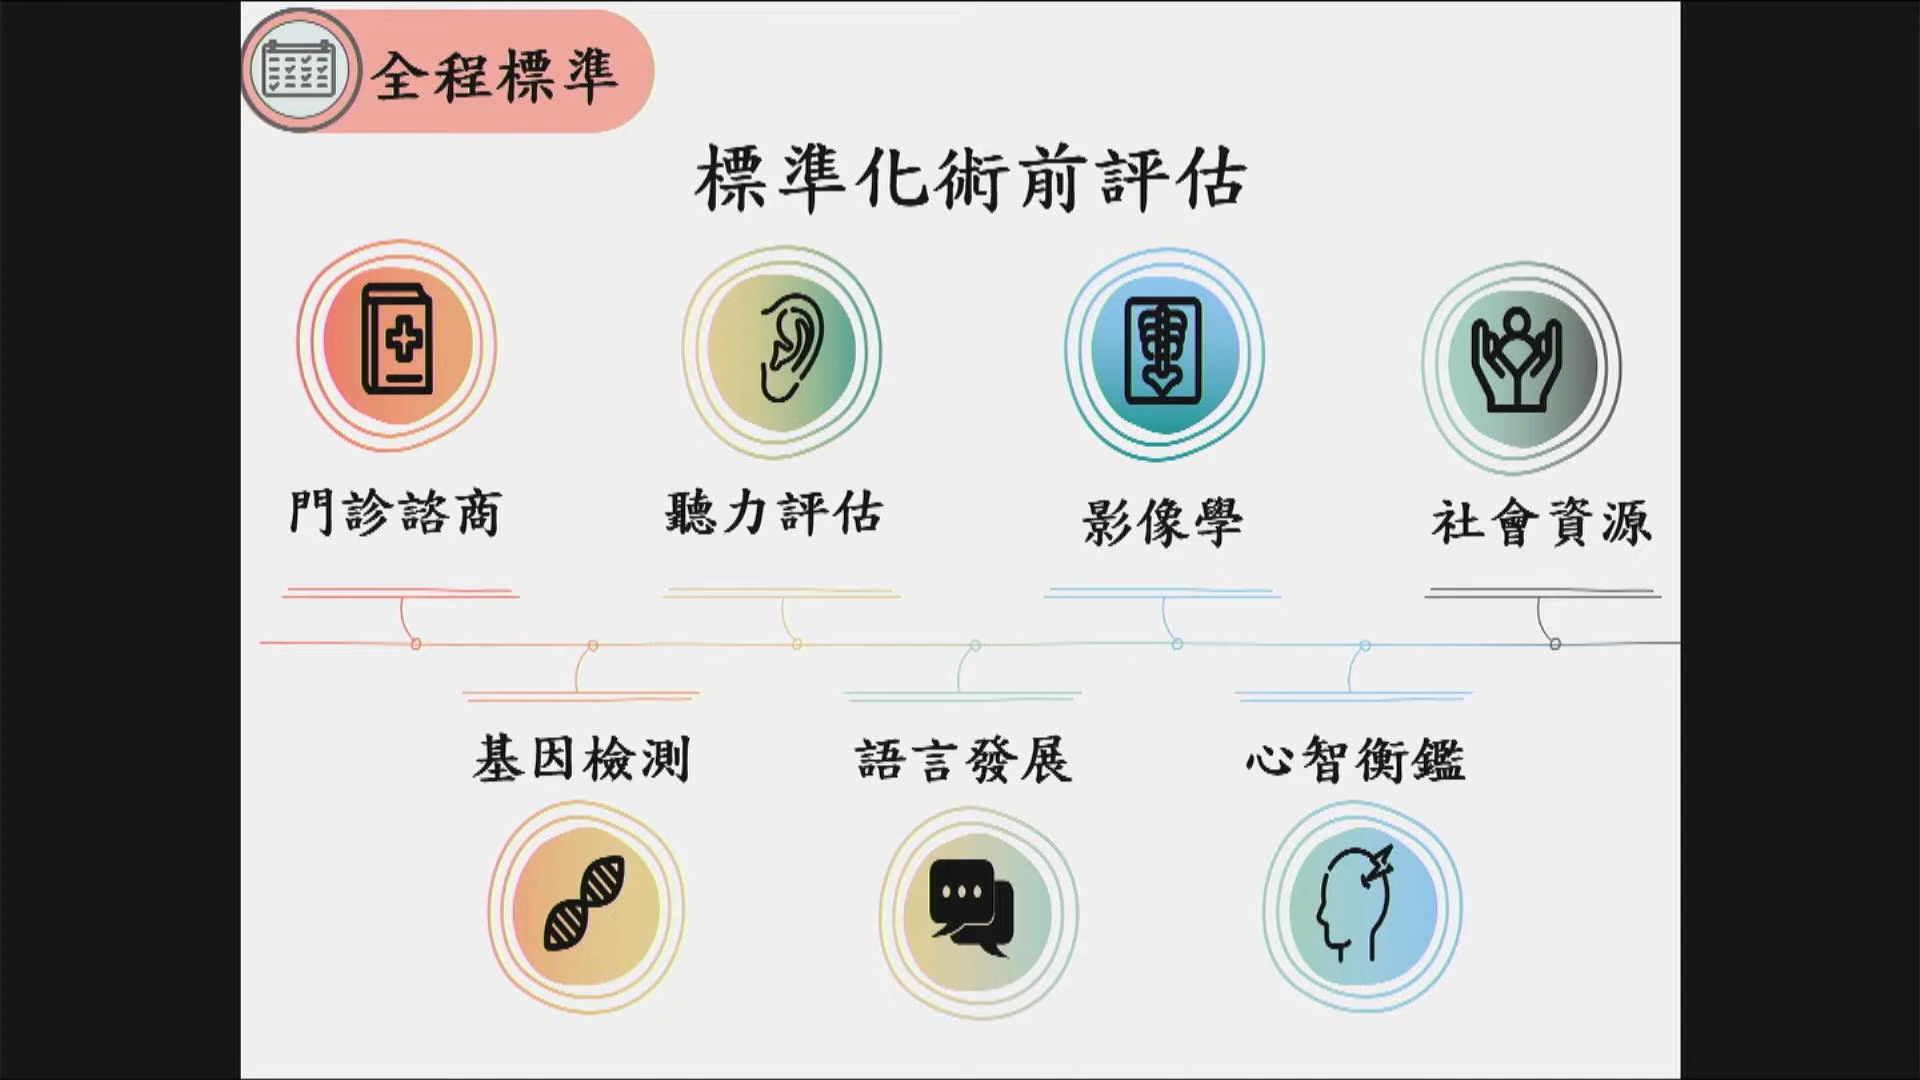 全程標準
標準化術前評估
門診諮商
聽力評估
影像學
社會資源
基因檢測
語言發展
心智衡鑑